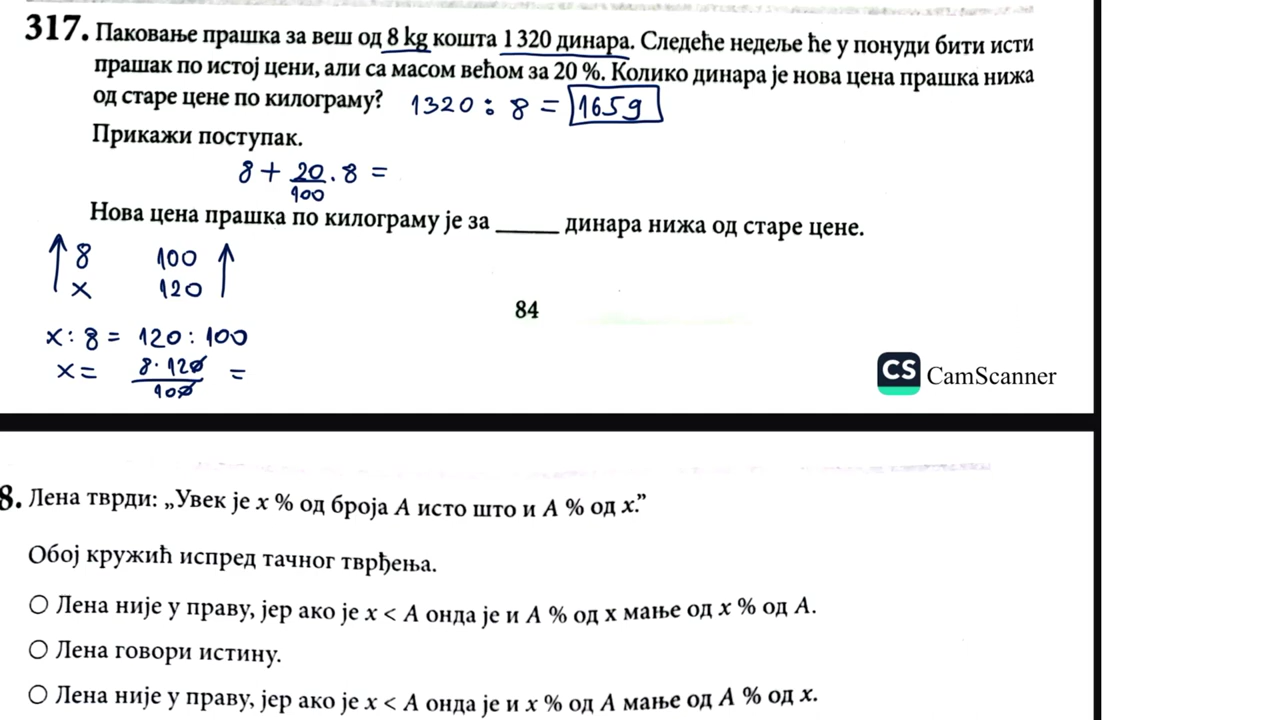 317. Паковање прашка за веш од 8 kg кошта 1 320 динара. Следеће недеље ће у понуди бити исти
прашак по истој цени, али са масом већом за 20 %. Колико динара је нова цена прашка нижа
од старе цене по килограму? 1320 : 8 = 165g
Прикажи поступак.
8 + 20/100 · 8 =
Нова цена прашка по килограму је за _____ динара нижа од старе цене.
8 100
x 120
84
x : 8 = 120 : 100
x = 8 · 120/100 =
CS CamScanner
8. Лена тврди: „Увек је x % од броја A исто што и A % од x.”
Обој кружић испред тачног тврђења.
○ Лена није у праву, јер ако је x < A онда је и A % од x мање од x % од A.
○ Лена говори истину.
○ Лена није у праву, јер ако је x < A онда је и x % од A мање од A % од x.